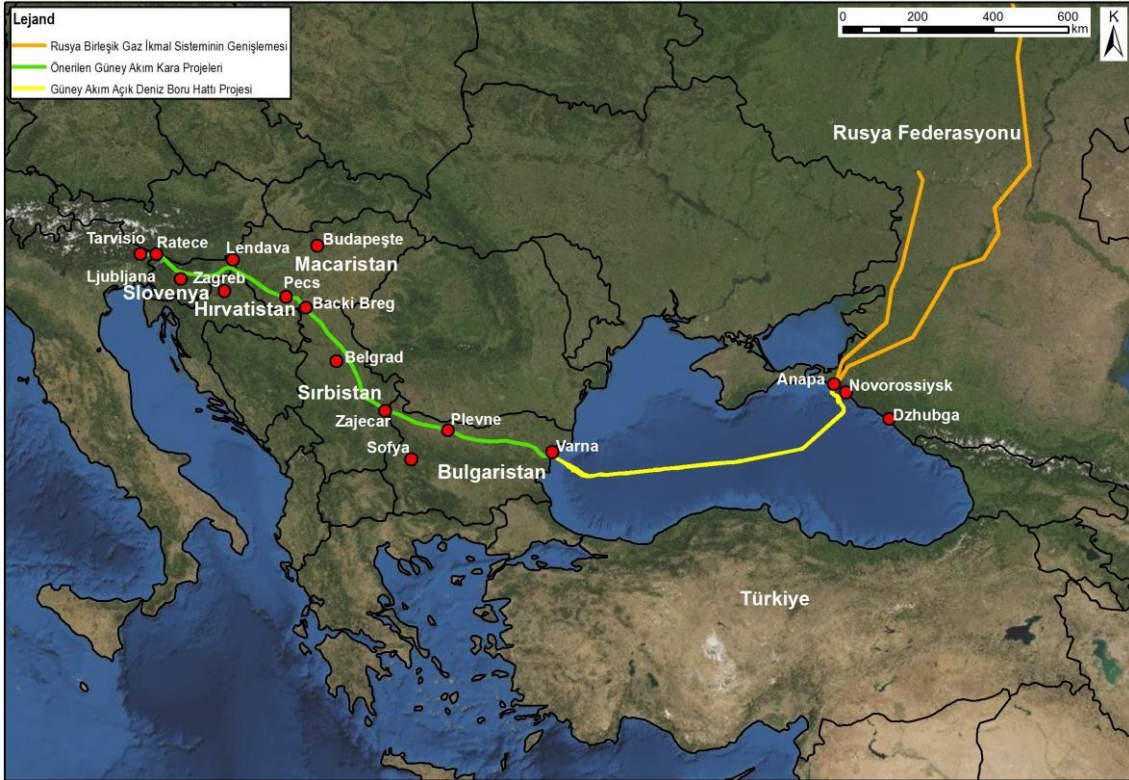 Lejand
Rusya Birleşik Gaz İkmal Sisteminin Genişlemesi
Önerilen Güney Akım Kara Projeleri
Güney Akım Açık Deniz Boru Hattı Projesi
0 200 400 600
km
K
Rusya Federasyonu
Budapeşte
Macaristan
Tarvisio
Ratece
Lendava
Ljubljana
Zagreb
Slovenya
Pecs
Hırvatistan
Backi Breg
Belgrad
Sırbistan
Zajecar
Plevne
Sofya
Varna
Bulgaristan
Anapa
Novorossiysk
Dzhubga
Türkiye